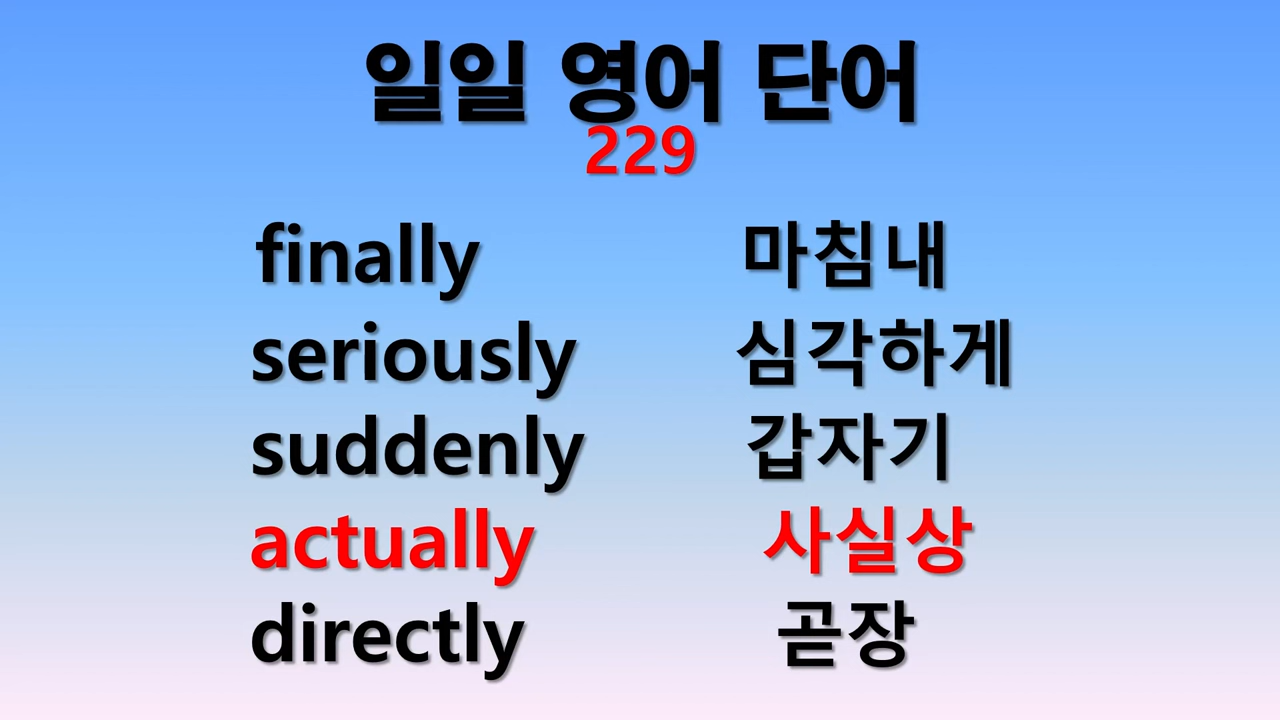 일일 영어 단어
229
finally 마침내
seriously 심각하게
suddenly 갑자기
actually 사실상
directly 곧장